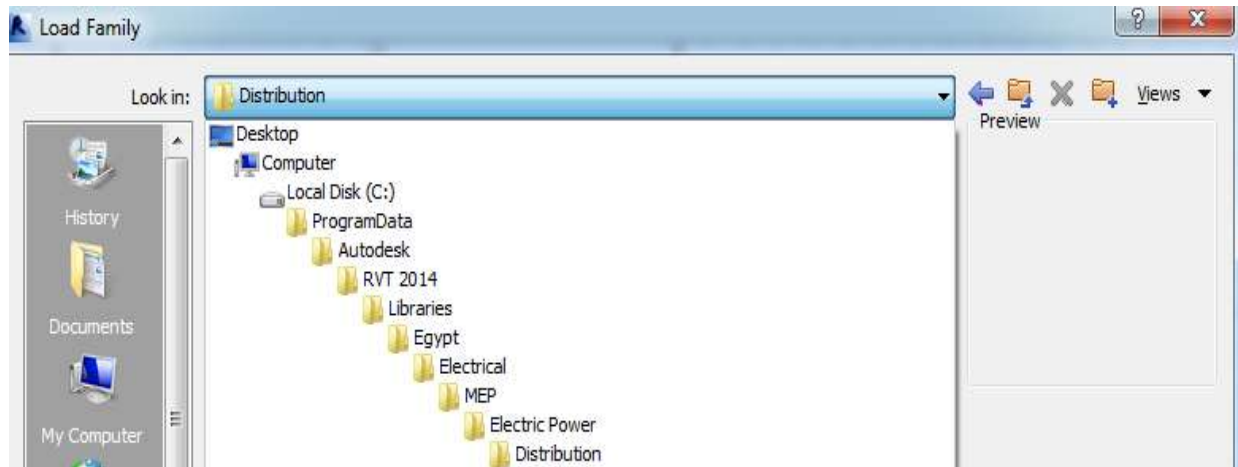 Load Family
Look in: Distribution Views
Preview
Desktop
Computer
Local Disk (C:)
ProgramData
Autodesk
RVT 2014
Libraries
Egypt
Electrical
MEP
Electric Power
Distribution
History
Documents
My Computer